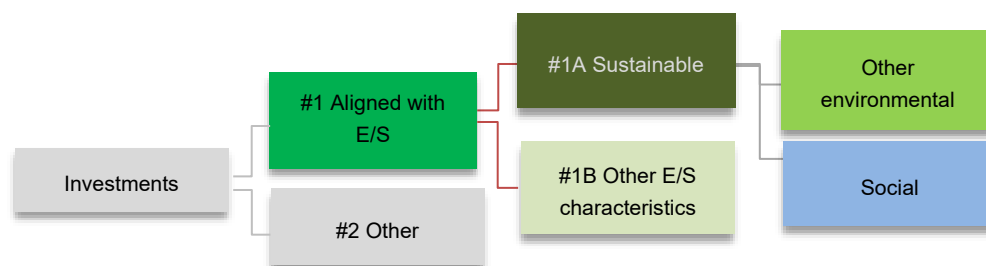 Investments
#1 Aligned with
E/S
#2 Other
#1A Sustainable
#1B Other E/S
characteristics
Other
environmental
Social